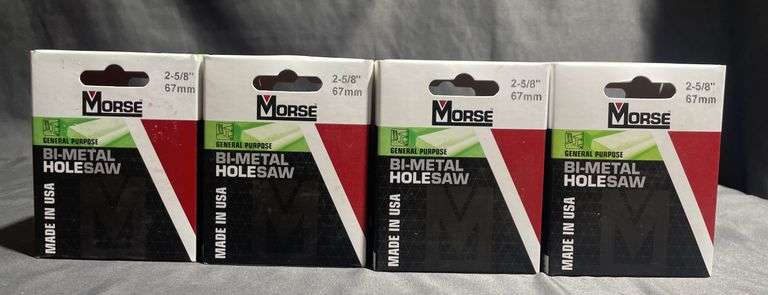 2-5/8"
67mm
MORSE
GENERAL PURPOSE
BI-METAL
HOLESAW
MADE IN USA
2-5/8"
67mm
MORSE
GENERAL PURPOSE
BI-METAL
HOLESAW
MADE IN USA
2-5/8"
67mm
MORSE
GENERAL PURPOSE
BI-METAL
HOLESAW
MADE IN USA
2-5/8"
67mm
MORSE
GENERAL PURPOSE
BI-METAL
HOLESAW
MADE IN USA